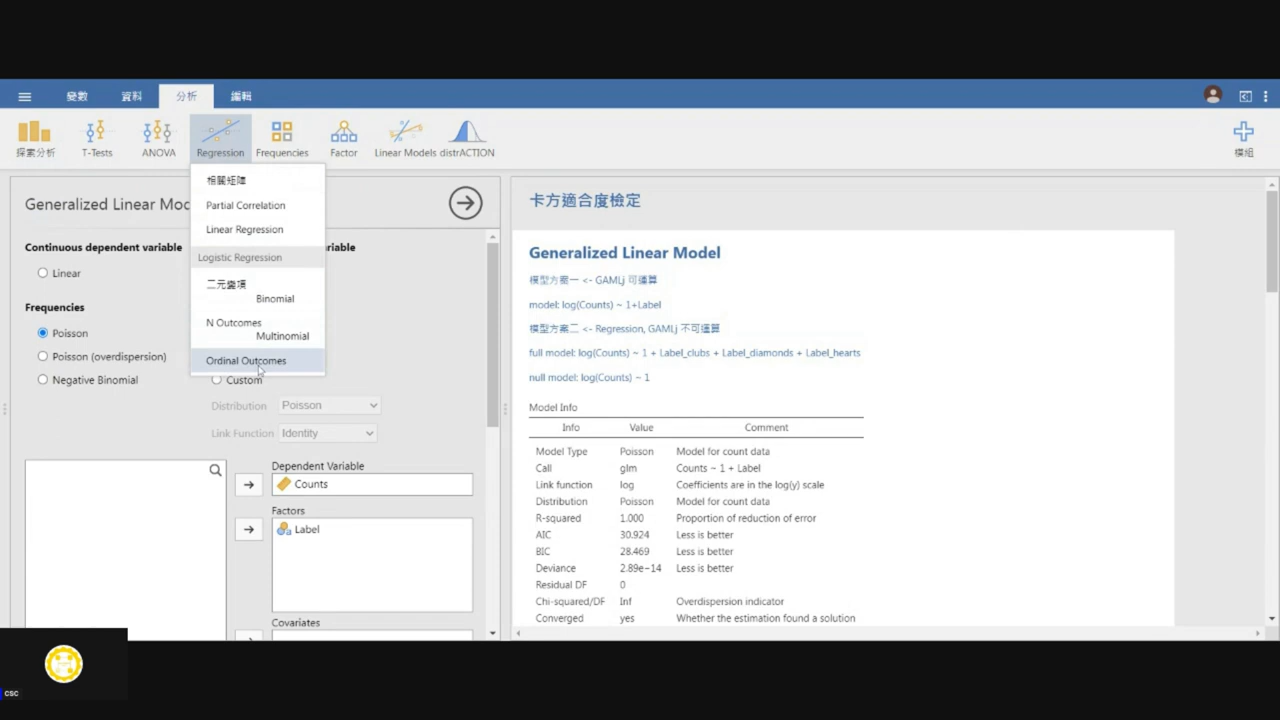 變數 資料 分析 編輯
探索分析 T-Tests ANOVA Regression Frequencies Factor Linear Models distrACTION 模組
相關矩陣
Partial Correlation
Linear Regression
Logistic Regression
二元變項
Binomial
N Outcomes
Multinomial
Ordinal Outcomes
Generalized Linear Mod
Continuous dependent variable
riable
Linear
Frequencies
Poisson
Poisson (overdispersion)
Negative Binomial
Custom
Distribution Poisson
Link Function Identity
Dependent Variable
Counts
Factors
Label
Covariates
卡方適合度檢定
Generalized Linear Model
模型方案一 <- GAMLj 可運算
model: log(Counts) ~ 1+Label
模型方案二 <- Regression, GAMLj 不可運算
full model: log(Counts) ~ 1 + Label_clubs + Label_diamonds + Label_hearts
null model: log(Counts) ~ 1
Model Info
Info Value Comment
Model Type Poisson Model for count data
Call glm Counts ~ 1 + Label
Link function log Coefficients are in the log(y) scale
Distribution Poisson Model for count data
R-squared 1.000 Proportion of reduction of error
AIC 30.924 Less is better
BIC 28.469 Less is better
Deviance 2.89e-14 Less is better
Residual DF 0
Chi-squared/DF Inf Overdispersion indicator
Converged yes Whether the estimation found a solution
csc